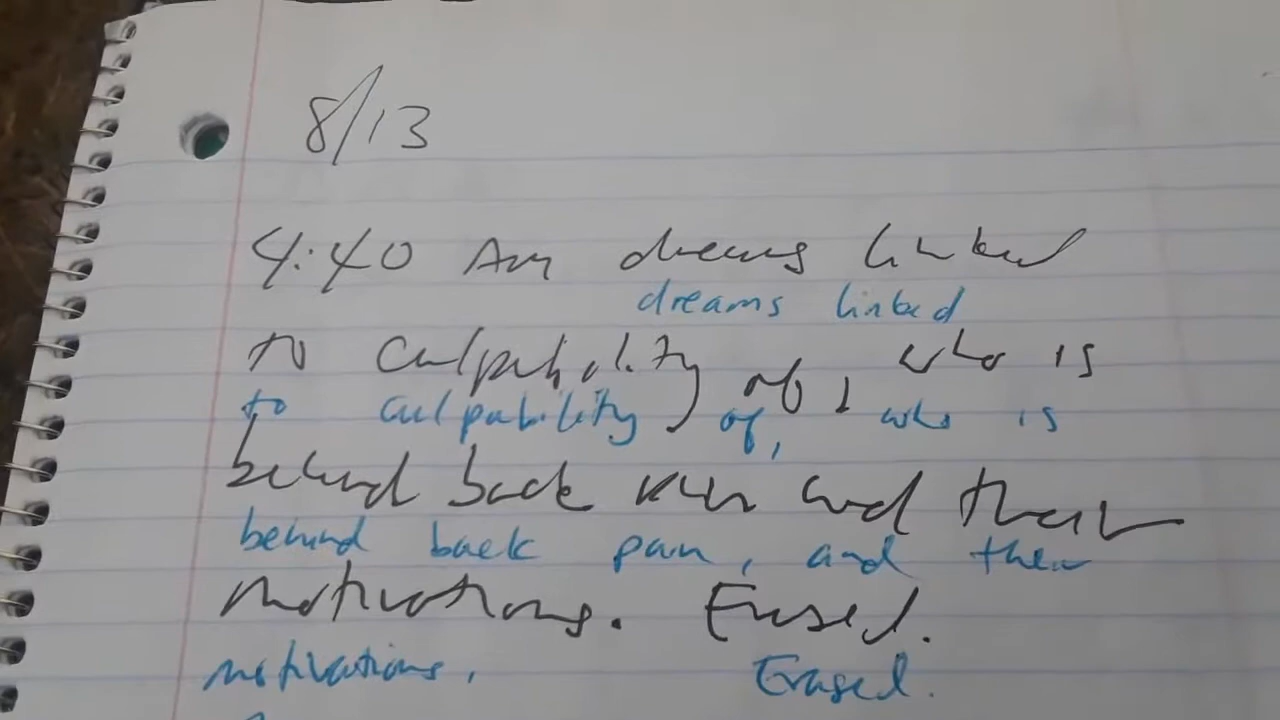 8/13
4:40 Am dreams linked
dreams linked
to culpability of, who is
to culpability of, who is
behind back pain and their
behind back pain, and their
motivations. Erased.
motivations. Erased.